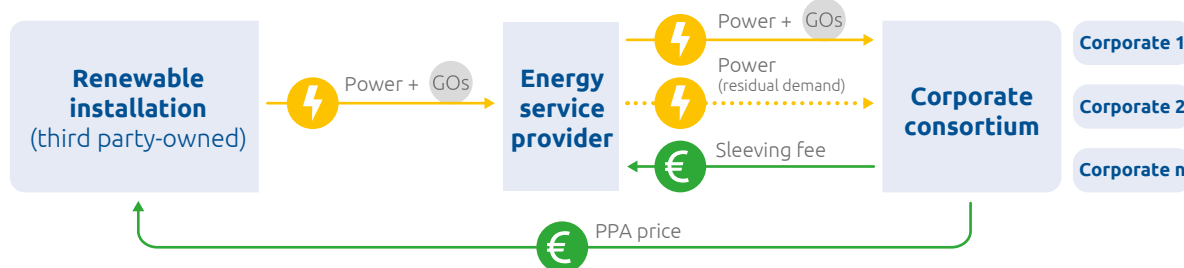 Renewable
installation
(third party-owned)
Power + GOs
Energy
service
provider
Power + GOs
Power
(residual demand)
Sleeving fee
€
Corporate
consortium
Corporate 1
Corporate 2
Corporate n
PPA price
€